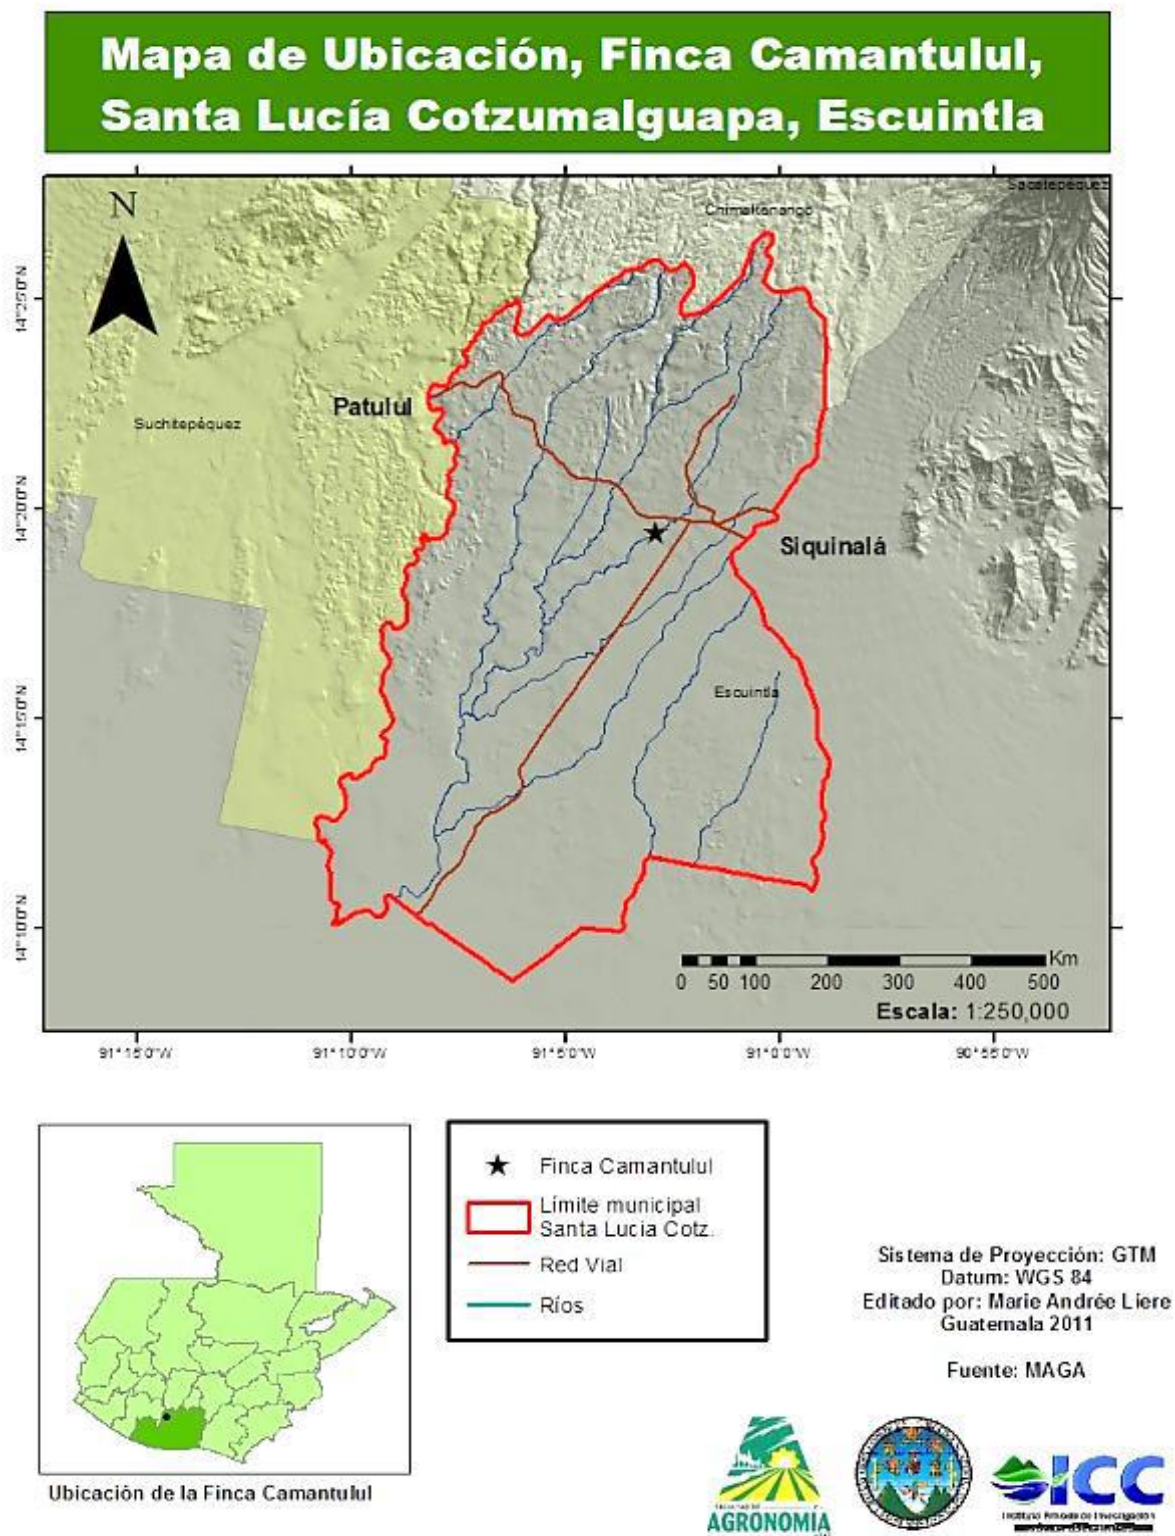 Mapa de Ubicación, Finca Camantulul,
Santa Lucía Cotzumalguapa, Escuintla
N
Sacatepéquez
Chimaltenango
Patulul
Suchitepéquez
Siquinalá
Escuintla
14°25'0"N
14°20'0"N
14°15'0"N
14°10'0"N
Km
0 50 100 200 300 400 500
Escala: 1:250,000
91°15'0"W 91°10'0"W 91°5'0"W 91°0'0"W 90°55'0"W
Finca Camantulul
Límite municipal
Santa Lucia Cotz.
Red Vial
Ríos
Sistema de Proyección: GTM
Datum: WGS 84
Editado por: Marie Andrée Liere
Guatemala 2011
Fuente: MAGA
Ubicación de la Finca Camantulul
AGRONOMIA
ICC
Instituto Privado de Investigación